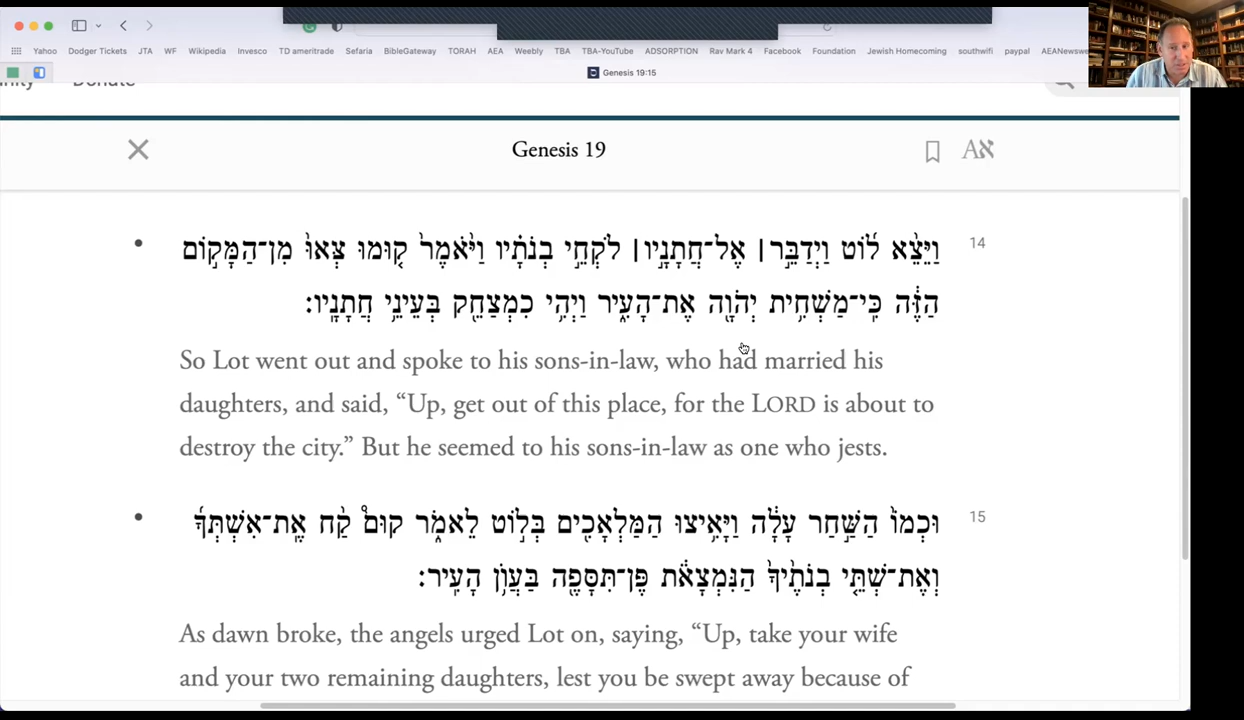 Yahoo Dodger Tickets JTA WF Wikipedia Invesco TD ameritrade Sefaria BibleGateway TORAH AEA Weebly TBA TBA-YouTube ADSORPTION Rav Mark 4 Facebook Foundation Jewish Homecoming southwifi paypal AEANewswe
Genesis 19:15
Donate
Genesis 19
Aא
14
וַיֵּצֵ֨א ל֜וֹט וַיְדַבֵּ֣ר ׀ אֶל־חֲתָנָ֣יו ׀ לֹקְחֵ֣י בְנֹתָ֗יו וַיֹּ֙אמֶר֙ ק֤וּמוּ צְּאוּ֙ מִן־הַמָּק֣וֹם
הַזֶּ֔ה כִּֽי־מַשְׁחִ֥ית יְהֹוָ֖ה אֶת־הָעִ֑יר וַיְהִ֥י כִמְצַחֵ֖ק בְּעֵינֵ֥י חֲתָנָֽיו׃
So Lot went out and spoke to his sons-in-law, who had married his
daughters, and said, “Up, get out of this place, for the LORD is about to
destroy the city.” But he seemed to his sons-in-law as one who jests.
15
וּכְמוֹ֙ הַשַּׁ֣חַר עָלָ֔ה וַיָּאִ֥יצוּ הַמַּלְאָכִ֖ים בְּל֣וֹט לֵאמֹ֑ר קוּם֩ קַ֨ח אֶֽת־אִשְׁתְּךָ֜
וְאֶת־שְׁתֵּ֤י בְנֹתֶ֙יךָ֙ הַנִּמְצָאֹ֔ת פֶּן־תִּסָּפֶ֖ה בַּעֲוֺ֥ן הָעִֽיר׃
As dawn broke, the angels urged Lot on, saying, “Up, take your wife
and your two remaining daughters, lest you be swept away because of